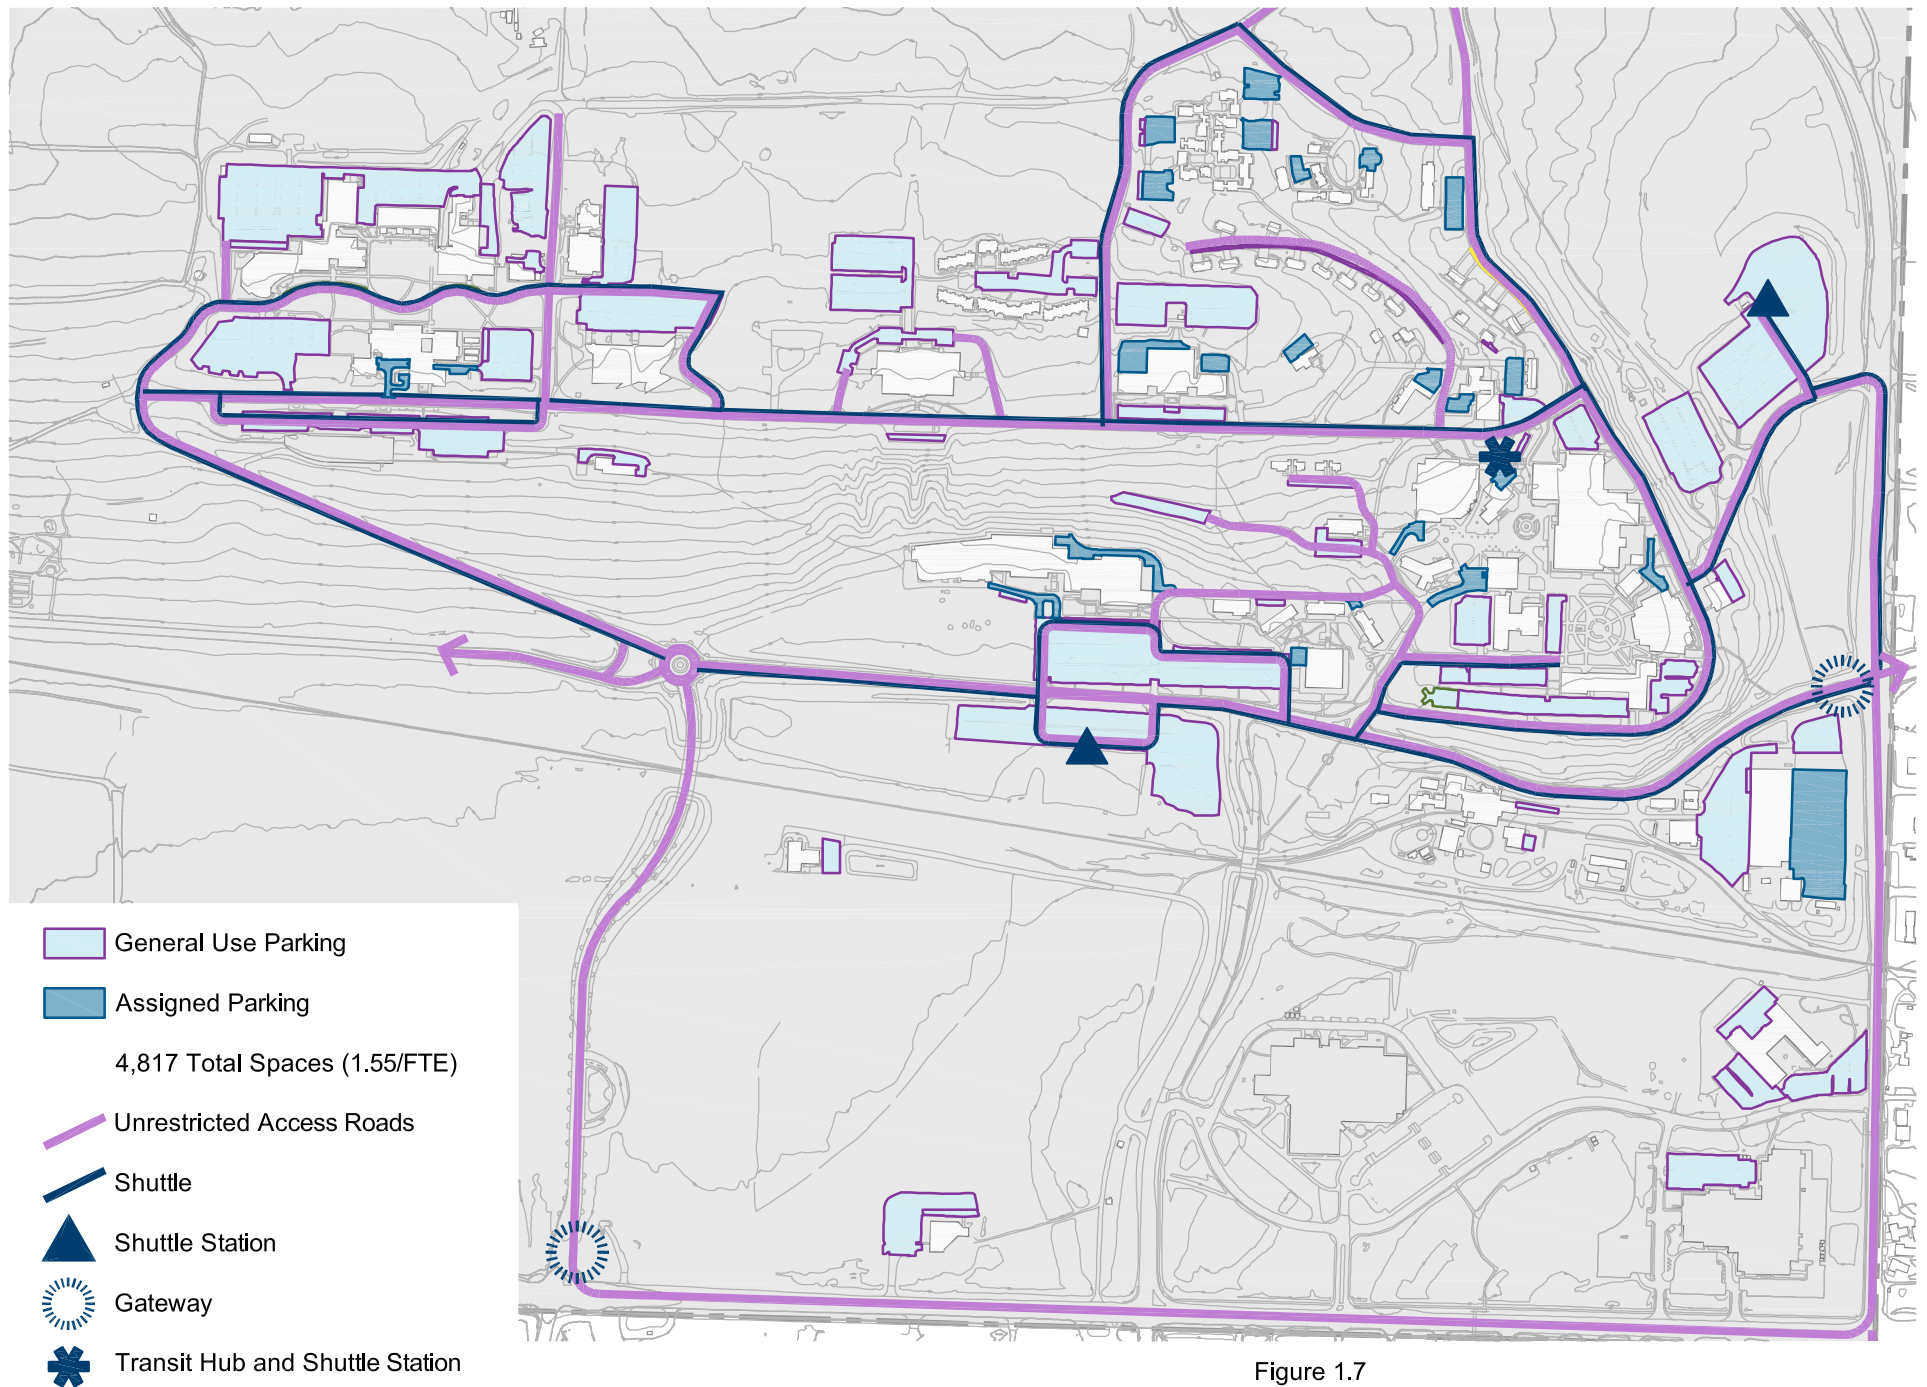 General Use Parking
Assigned Parking
4,817 Total Spaces (1.55/FTE)
Unrestricted Access Roads
Shuttle
Shuttle Station
Gateway
Transit Hub and Shuttle Station
Figure 1.7